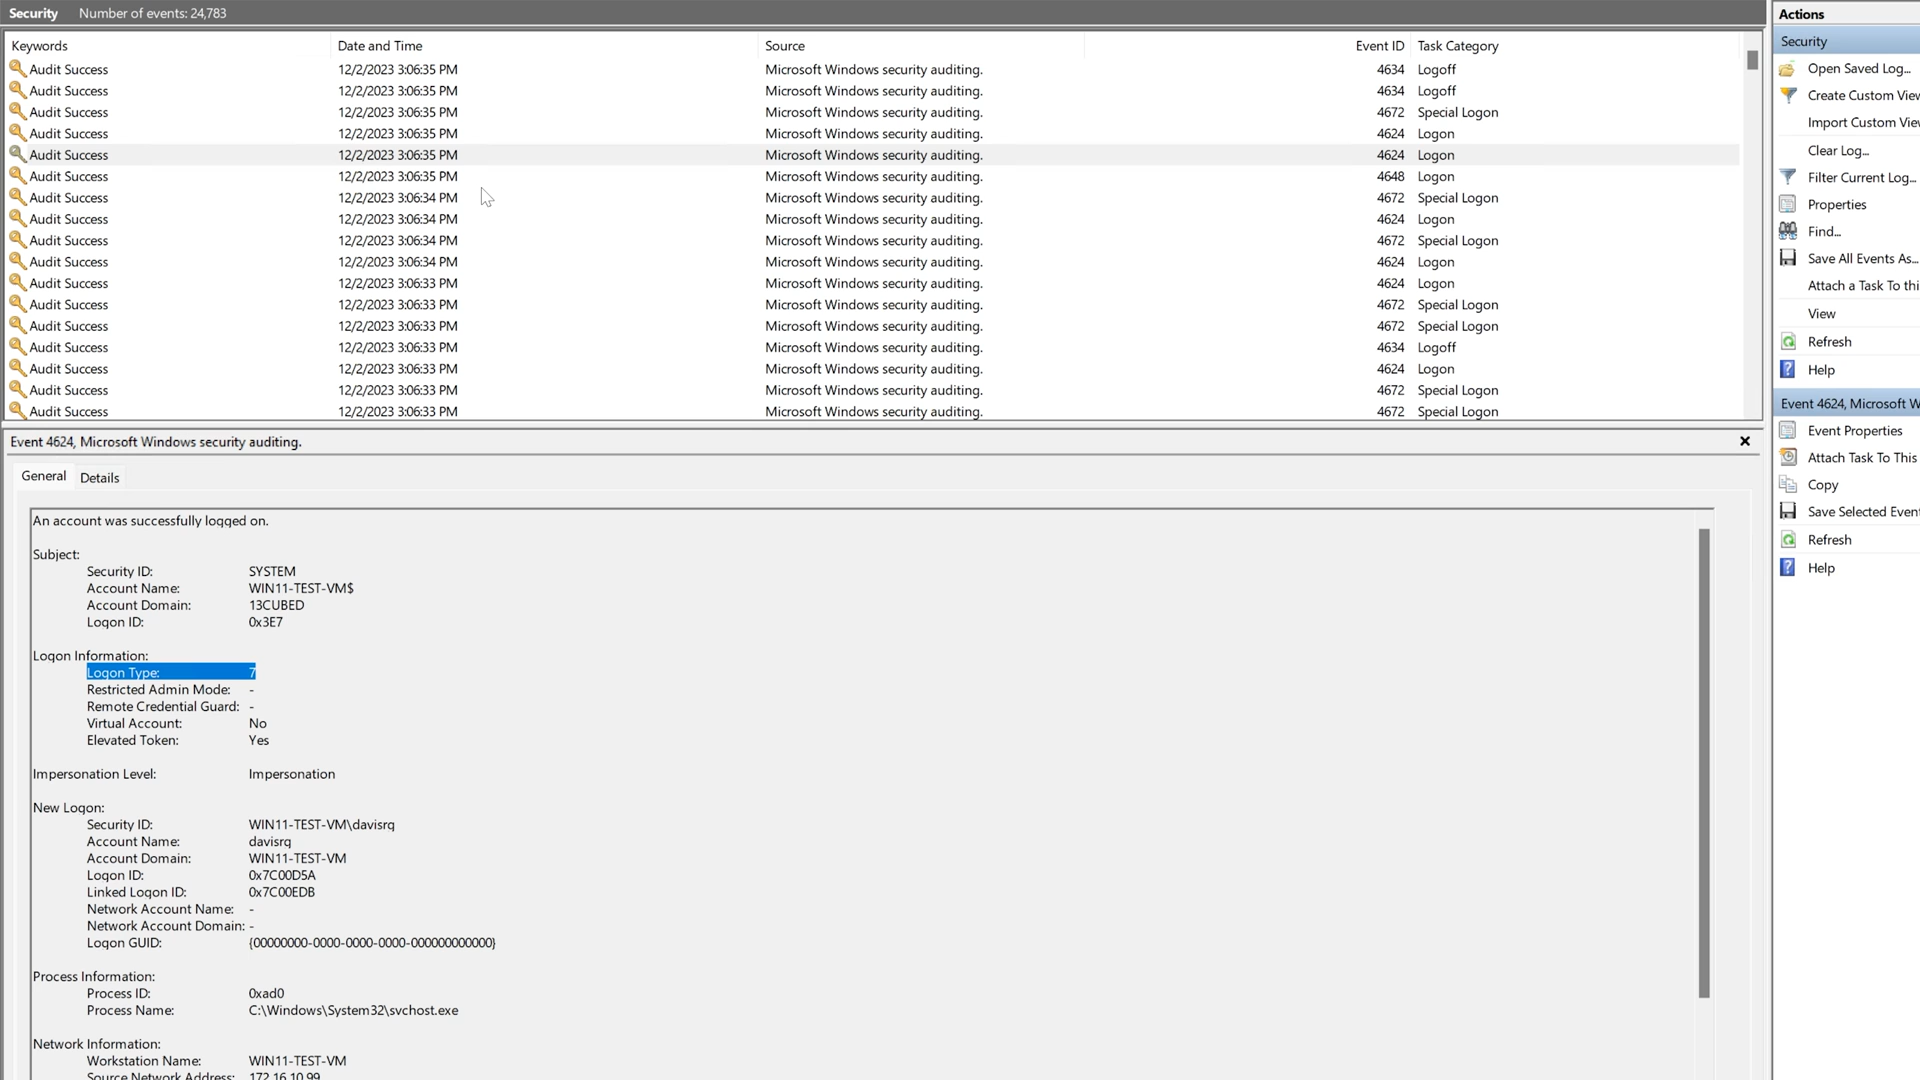 Security Number of events: 24,783
Keywords Date and Time Source Event ID Task Category
Audit Success 12/2/2023 3:06:35 PM Microsoft Windows security auditing. 4634 Logoff
Audit Success 12/2/2023 3:06:35 PM Microsoft Windows security auditing. 4634 Logoff
Audit Success 12/2/2023 3:06:35 PM Microsoft Windows security auditing. 4672 Special Logon
Audit Success 12/2/2023 3:06:35 PM Microsoft Windows security auditing. 4624 Logon
Audit Success 12/2/2023 3:06:35 PM Microsoft Windows security auditing. 4624 Logon
Audit Success 12/2/2023 3:06:35 PM Microsoft Windows security auditing. 4648 Logon
Audit Success 12/2/2023 3:06:34 PM Microsoft Windows security auditing. 4672 Special Logon
Audit Success 12/2/2023 3:06:34 PM Microsoft Windows security auditing. 4624 Logon
Audit Success 12/2/2023 3:06:34 PM Microsoft Windows security auditing. 4672 Special Logon
Audit Success 12/2/2023 3:06:34 PM Microsoft Windows security auditing. 4624 Logon
Audit Success 12/2/2023 3:06:33 PM Microsoft Windows security auditing. 4624 Logon
Audit Success 12/2/2023 3:06:33 PM Microsoft Windows security auditing. 4672 Special Logon
Audit Success 12/2/2023 3:06:33 PM Microsoft Windows security auditing. 4672 Special Logon
Audit Success 12/2/2023 3:06:33 PM Microsoft Windows security auditing. 4634 Logoff
Audit Success 12/2/2023 3:06:33 PM Microsoft Windows security auditing. 4624 Logon
Audit Success 12/2/2023 3:06:33 PM Microsoft Windows security auditing. 4672 Special Logon
Audit Success 12/2/2023 3:06:33 PM Microsoft Windows security auditing. 4672 Special Logon
Event 4624, Microsoft Windows security auditing.
General Details
An account was successfully logged on.
Subject:
Security ID: SYSTEM
Account Name: WIN11-TEST-VM$
Account Domain: 13CUBED
Logon ID: 0x3E7
Logon Information:
Logon Type: 7
Restricted Admin Mode: -
Remote Credential Guard: -
Virtual Account: No
Elevated Token: Yes
Impersonation Level: Impersonation
New Logon:
Security ID: WIN11-TEST-VM\davisrq
Account Name: davisrq
Account Domain: WIN11-TEST-VM
Logon ID: 0x7C00D5A
Linked Logon ID: 0x7C00EDB
Network Account Name: -
Network Account Domain: -
Logon GUID: {00000000-0000-0000-0000-000000000000}
Process Information:
Process ID: 0xad0
Process Name: C:\Windows\System32\svchost.exe
Network Information:
Workstation Name: WIN11-TEST-VM
Source Network Address: 172.16.10.99
Actions
Security
Open Saved Log...
Create Custom View
Import Custom View
Clear Log...
Filter Current Log...
Properties
Find...
Save All Events As...
Attach a Task To thi
View
Refresh
Help
Event 4624, Microsoft W
Event Properties
Attach Task To This
Copy
Save Selected Event
Refresh
Help